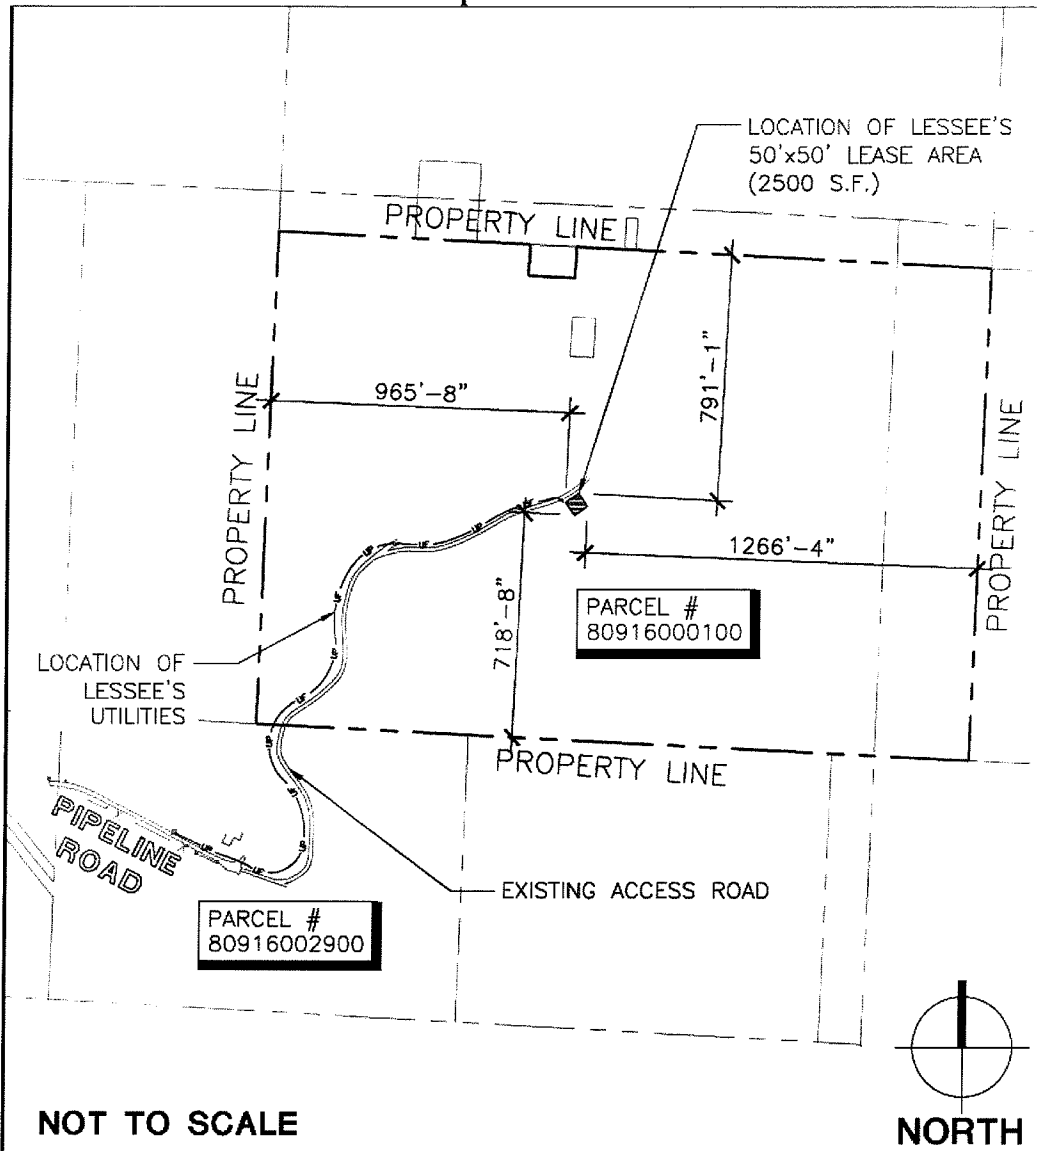 LOCATION OF LESSEE'S
50'x50' LEASE AREA
(2500 S.F.)
PROPERTY LINE
791'-1"
965'-8"
PROPERTY LINE
PROPERTY LINE
1266'-4"
718'-8"
PARCEL #
80916000100
LOCATION OF
LESSEE'S
UTILITIES
PROPERTY LINE
PIPELINE
ROAD
EXISTING ACCESS ROAD
PARCEL #
80916002900
NOT TO SCALE
NORTH